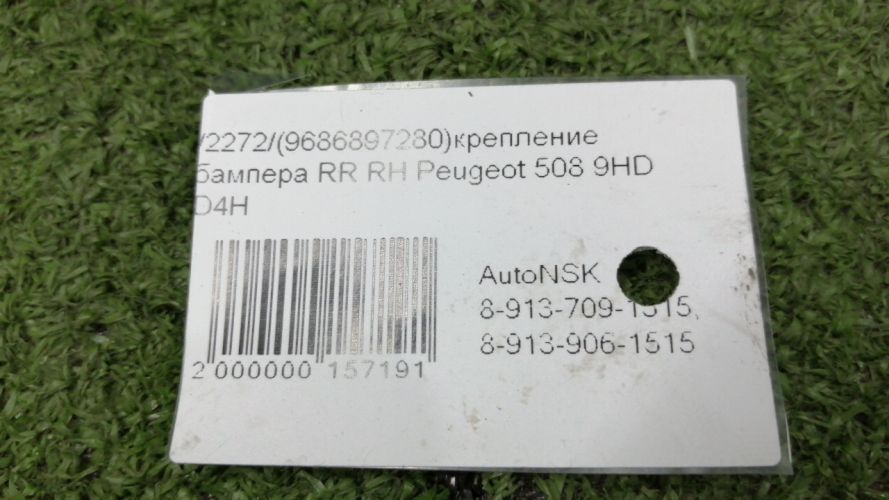 /2272/(9686897280)крепление
бампера RR RH Peugeot 508 9HD
D4H
AutoNSK
8-913-709-1515,
8-913-906-1515
2 000000 157191